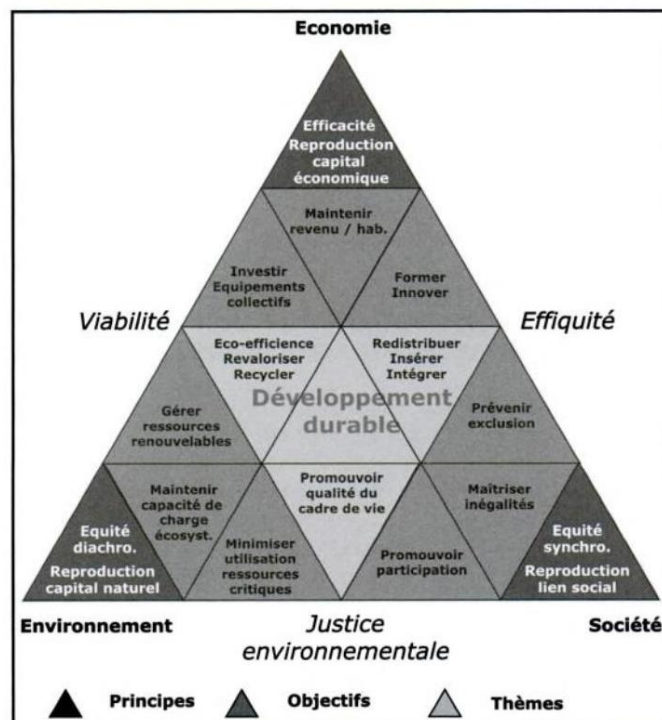 Economie
Efficacité
Reproduction
capital
économique
Maintenir
revenu / hab.
Investir
Equipements
collectifs
Former
Innover
Viabilité
Effiquité
Eco-efficience
Revaloriser
Recycler
Redistribuer
Insérer
Intégrer
Développement
durable
Gérer
ressources
renouvelables
Prévenir
exclusion
Equité
diachro.
Reproduction
capital naturel
Maintenir
capacité de
charge
écosyst.
Minimiser
utilisation
ressources
critiques
Promouvoir
qualité du
cadre de vie
Promouvoir
participation
Maîtriser
inégalités
Equité
synchro.
Reproduction
lien social
Environnement
Justice
environnementale
Société
Principes
Objectifs
Thèmes